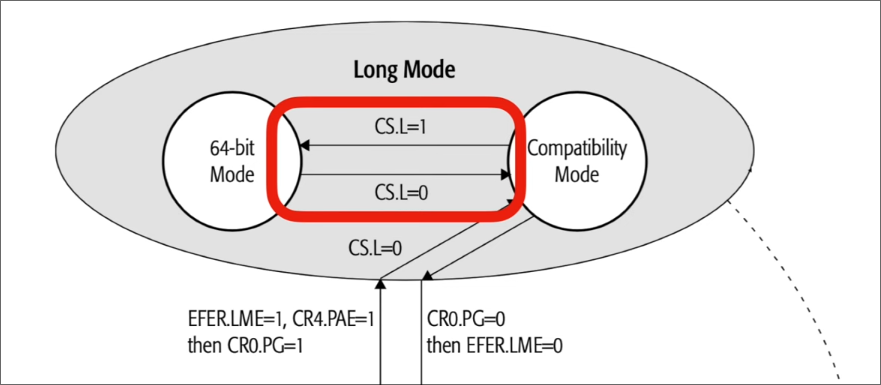 Long Mode
CS.L=1
64-bit
Mode
Compatibility
Mode
CS.L=0
CS.L=0
EFER.LME=1, CR4.PAE=1
then CR0.PG=1
CR0.PG=0
then EFER.LME=0